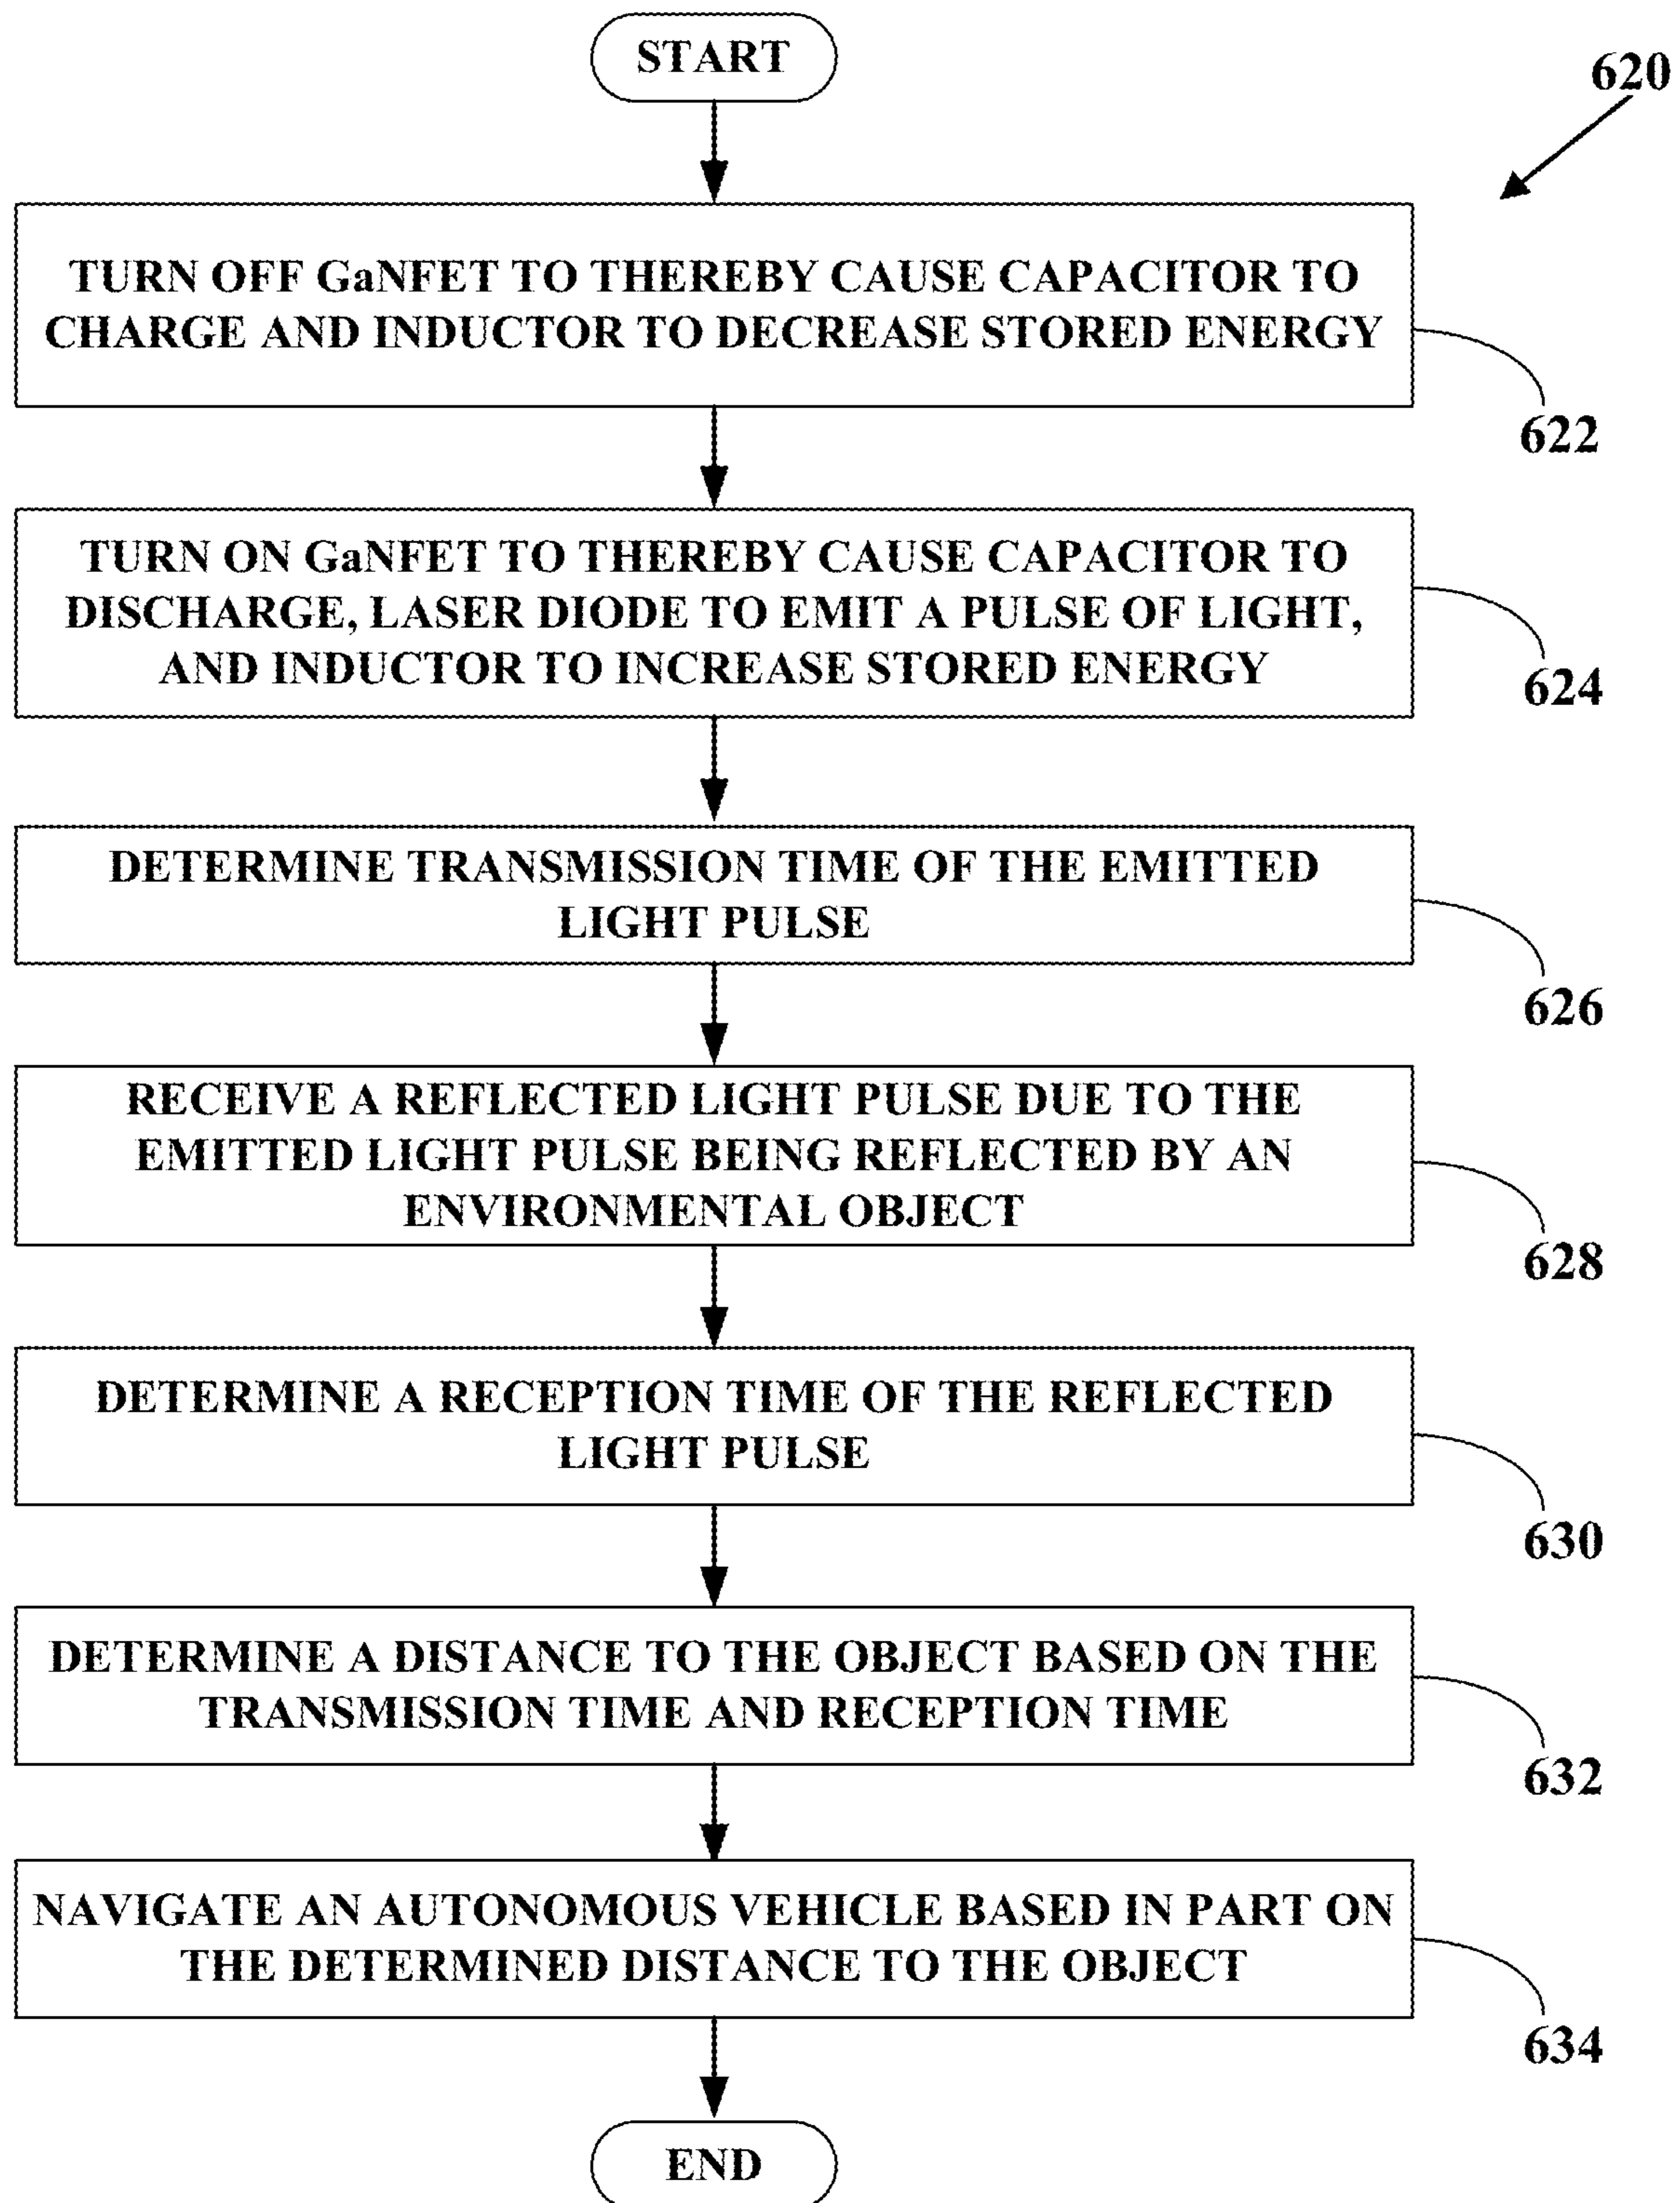 START
620
TURN OFF GaNFET TO THEREBY CAUSE CAPACITOR TO
CHARGE AND INDUCTOR TO DECREASE STORED ENERGY
622
TURN ON GaNFET TO THEREBY CAUSE CAPACITOR TO
DISCHARGE, LASER DIODE TO EMIT A PULSE OF LIGHT,
AND INDUCTOR TO INCREASE STORED ENERGY
624
DETERMINE TRANSMISSION TIME OF THE EMITTED
LIGHT PULSE
626
RECEIVE A REFLECTED LIGHT PULSE DUE TO THE
EMITTED LIGHT PULSE BEING REFLECTED BY AN
ENVIRONMENTAL OBJECT
628
DETERMINE A RECEPTION TIME OF THE REFLECTED
LIGHT PULSE
630
DETERMINE A DISTANCE TO THE OBJECT BASED ON THE
TRANSMISSION TIME AND RECEPTION TIME
632
NAVIGATE AN AUTONOMOUS VEHICLE BASED IN PART ON
THE DETERMINED DISTANCE TO THE OBJECT
634
END